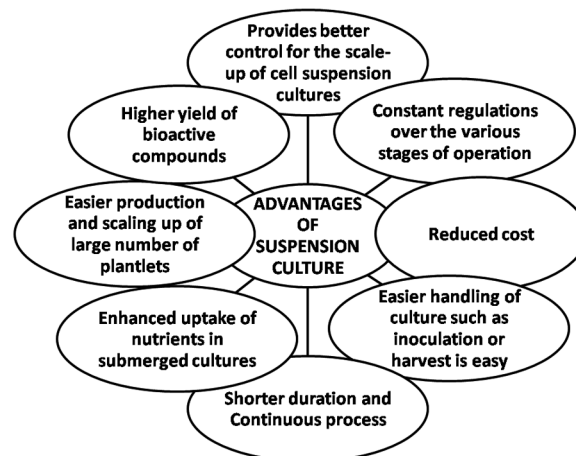 Provides better
control for the scale-
up of cell suspension
cultures
Constant regulations
over the various
stages of operation
Reduced cost
Easier handling of
culture such as
inoculation or
harvest is easy
Shorter duration and
Continuous process
Enhanced uptake of
nutrients in
submerged cultures
Easier production
and scaling up of
large number of
plantlets
Higher yield of
bioactive
compounds
ADVANTAGES
OF
SUSPENSION
CULTURE